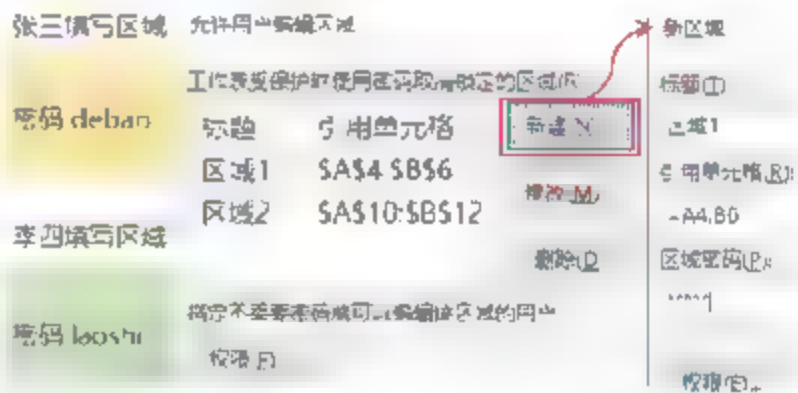 张三填写区域
密码 deban
李四填写区域
密码 laoshi
允许用户编辑区域
工作表受保护时使用密码取消锁定的区域(R)
标题 引用单元格
区域1 $A$4:$B$6
区域2 $A$10:$B$12
新建(N)
修改(M)
删除(D)
指定不需要密码就可以编辑该区域的用户
权限(P)
新区域
标题(T)
区域1
引用单元格(R):
=A4:B6
区域密码(P):
*****
权限(E)...